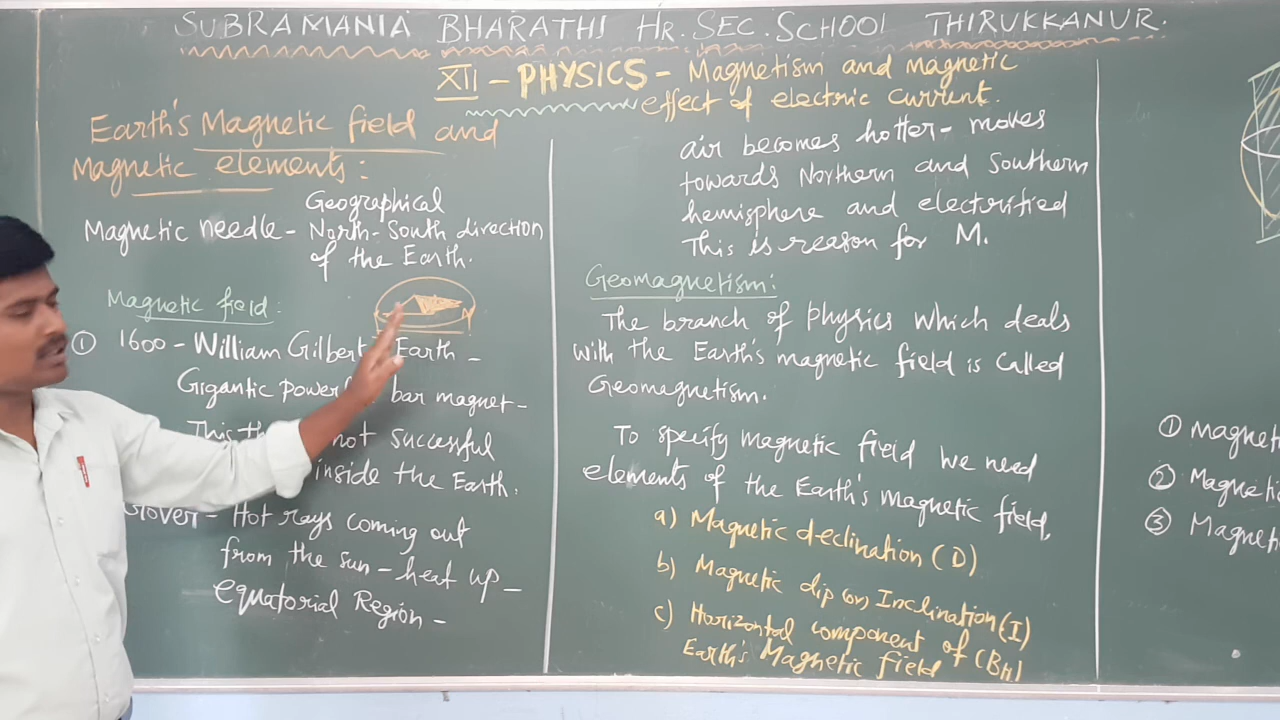 SUBRAMANIA BHARATHI HR.SEC.SCHOOL THIRUKKANUR.
XII - PHYSICS - Magnetism and magnetic
effect of electric current.
Earth's Magnetic field and
Magnetic elements:
Geographical
Magnetic needle - North-South direction
of the Earth.
Magnetic field:
① 1600 - William Gilbert - Earth -
Gigantic power bar magnet -
This not successful
inside the Earth.
Hot rays coming out
from the sun - heat up -
equatorial Region -
air becomes hotter - moves
towards Northern and Southern
hemisphere and electrified
This is reason for M.
Geomagnetism:
The branch of physics which deals
with the Earth's magnetic field is called
Geomagnetism.
To specify magnetic field we need
elements of the Earth's magnetic field,
a) Magnetic declination (D)
b) Magnetic dip (or) Inclination (I)
c) Horizontal component of (BH)
Earth's Magnetic field
① Magneti
② Magneti
③ Magneti